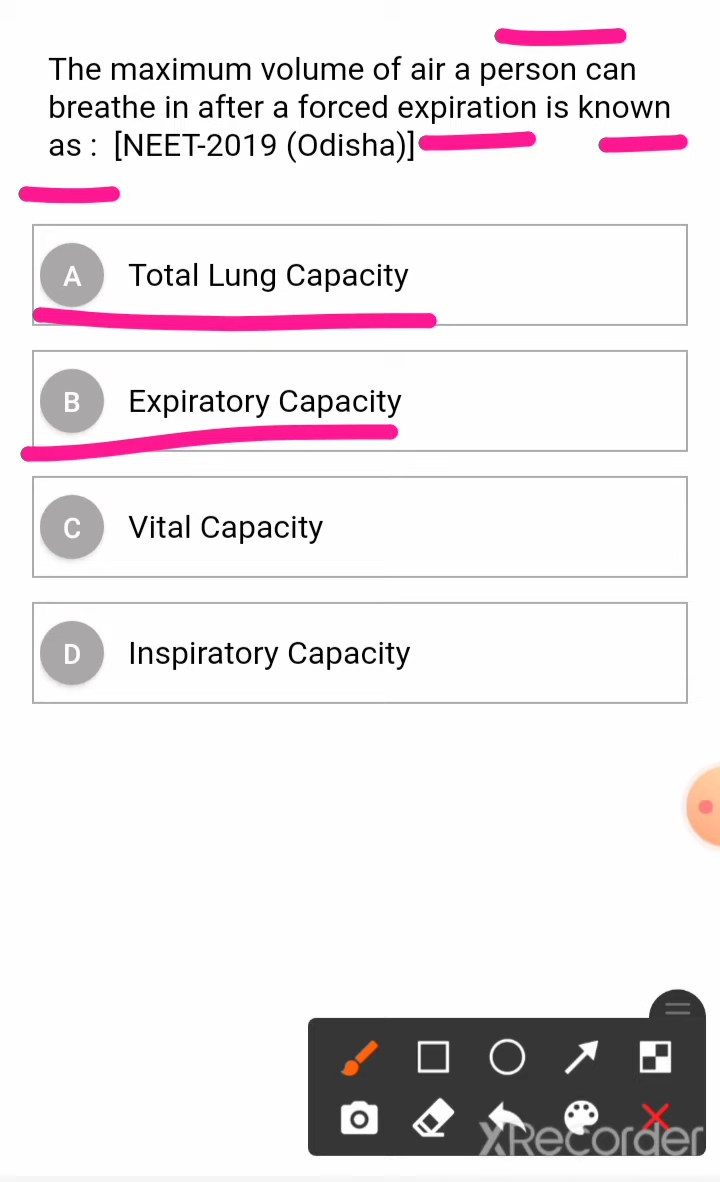 The maximum volume of air a person can
breathe in after a forced expiration is known
as : [NEET-2019 (Odisha)]
A Total Lung Capacity
B Expiratory Capacity
C Vital Capacity
D Inspiratory Capacity
XRecorder